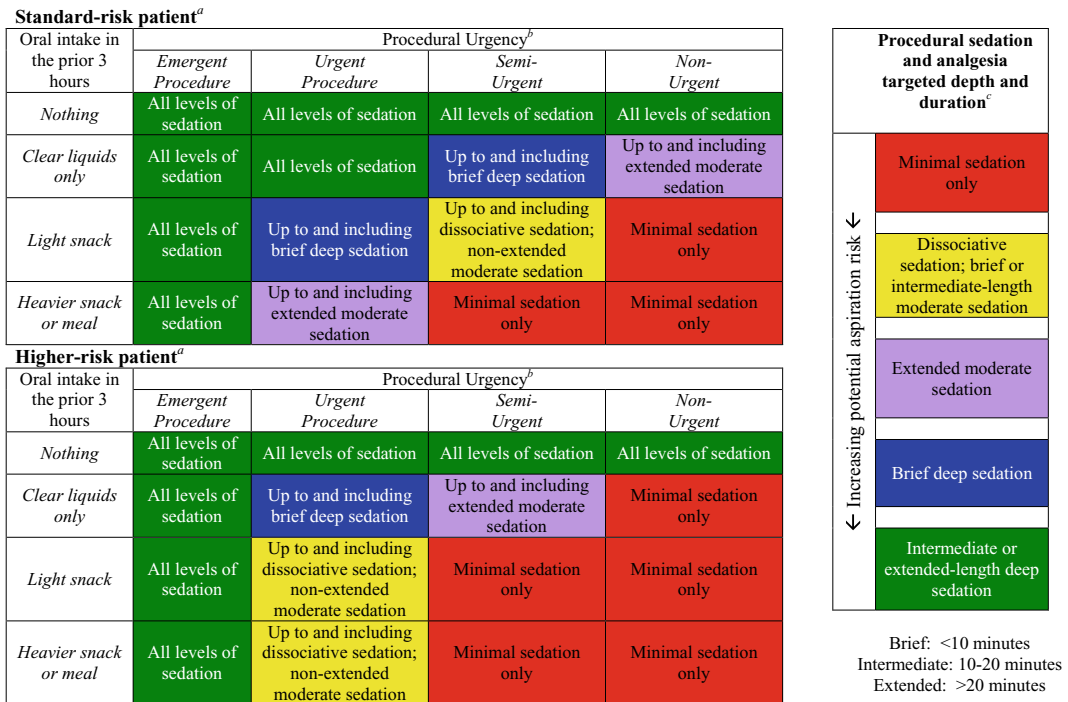 Standard-risk patienta
Oral intake in
the prior 3
hours
Procedural Urgencyb
Emergent
Procedure
Urgent
Procedure
Semi-
Urgent
Non-
Urgent
Nothing
All levels of
sedation
All levels of sedation
All levels of sedation
All levels of sedation
Clear liquids
only
All levels of
sedation
All levels of sedation
Up to and including
brief deep sedation
Up to and including
extended moderate
sedation
Light snack
All levels of
sedation
Up to and including
brief deep sedation
Up to and including
dissociative sedation;
non-extended
moderate sedation
Minimal sedation
only
Heavier snack
or meal
All levels of
sedation
Up to and including
extended moderate
sedation
Minimal sedation
only
Minimal sedation
only
Higher-risk patienta
Oral intake in
the prior 3
hours
Procedural Urgencyb
Emergent
Procedure
Urgent
Procedure
Semi-
Urgent
Non-
Urgent
Nothing
All levels of
sedation
All levels of sedation
All levels of sedation
All levels of sedation
Clear liquids
only
All levels of
sedation
Up to and including
brief deep sedation
Up to and including
extended moderate
sedation
Minimal sedation
only
Light snack
All levels of
sedation
Up to and including
dissociative sedation;
non-extended
moderate sedation
Minimal sedation
only
Minimal sedation
only
Heavier snack
or meal
All levels of
sedation
Up to and including
dissociative sedation;
non-extended
moderate sedation
Minimal sedation
only
Minimal sedation
only
Procedural sedation
and analgesia
targeted depth and
durationc
← Increasing potential aspiration risk ←
Minimal sedation
only
Dissociative
sedation; brief or
intermediate-length
moderate sedation
Extended moderate
sedation
Brief deep sedation
Intermediate or
extended-length deep
sedation
Brief: <10 minutes
Intermediate: 10-20 minutes
Extended: >20 minutes